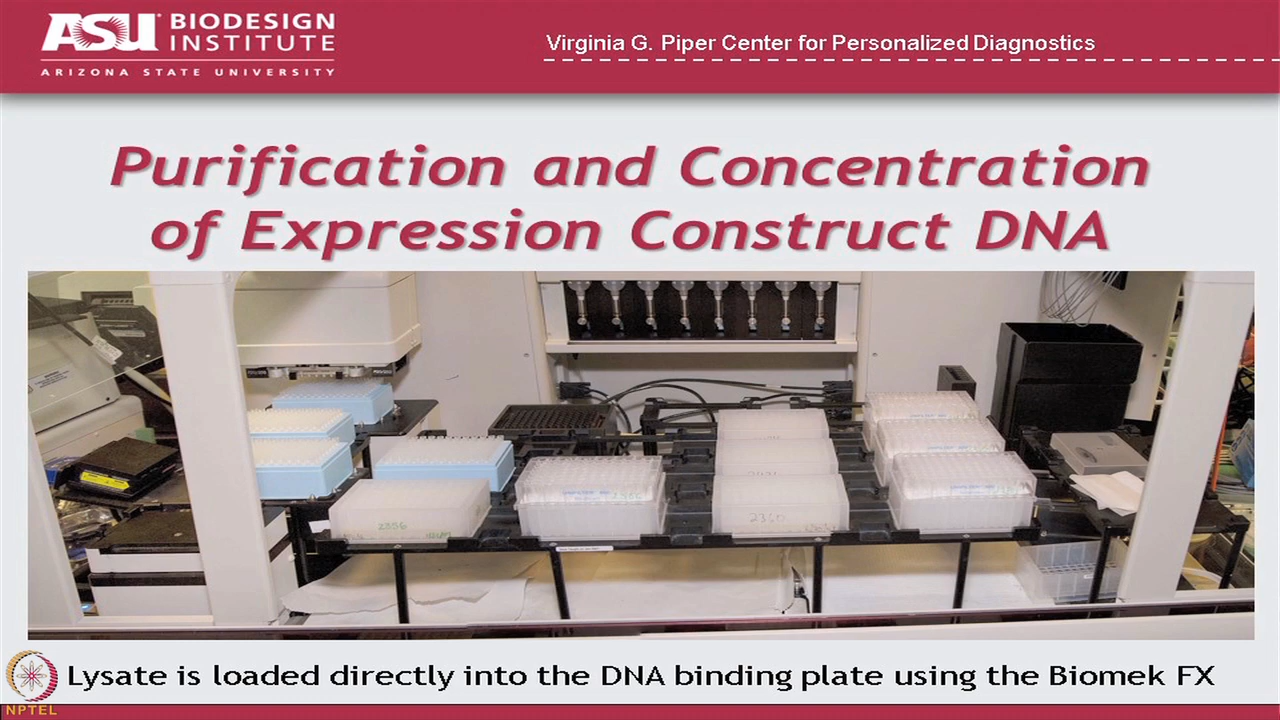 ASU BIODESIGN
INSTITUTE
ARIZONA STATE UNIVERSITY
Virginia G. Piper Center for Personalized Diagnostics
Purification and Concentration
of Expression Construct DNA
2356
Lysate is loaded directly into the DNA binding plate using the Biomek FX
NPTEL